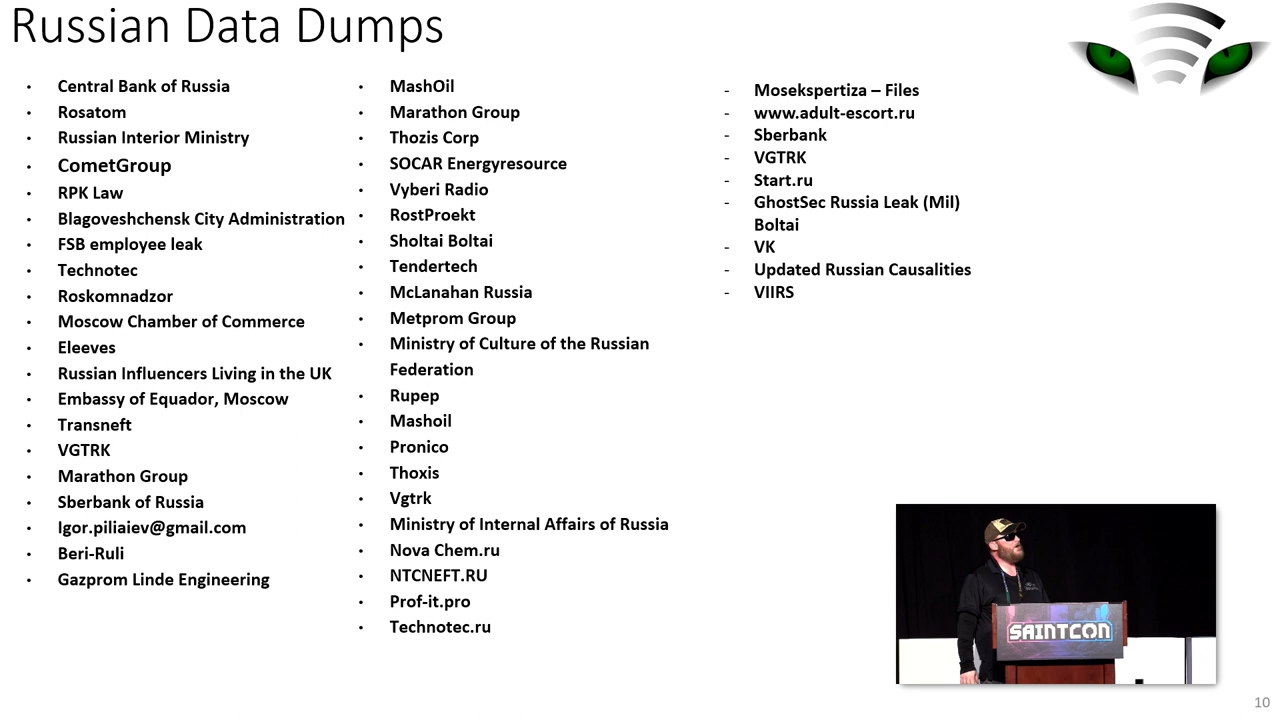 Russian Data Dumps
Central Bank of Russia
Rosatom
Russian Interior Ministry
CometGroup
RPK Law
Blagoveshchensk City Administration
FSB employee leak
Technotec
Roskomnadzor
Moscow Chamber of Commerce
Eleeves
Russian Influencers Living in the UK
Embassy of Equador, Moscow
Transneft
VGTRK
Marathon Group
Sberbank of Russia
Igor.piliaiev@gmail.com
Beri-Ruli
Gazprom Linde Engineering
MashOil
Marathon Group
Thozis Corp
SOCAR Energyresource
Vyberi Radio
RostProekt
Sholtai Boltai
Tendertech
McLanahan Russia
Metprom Group
Ministry of Culture of the Russian
Federation
Rupep
Mashoil
Pronico
Thoxis
Vgtrk
Ministry of Internal Affairs of Russia
Nova Chem.ru
NTCNEFT.RU
Prof-it.pro
Technotec.ru
Mosekspertiza – Files
www.adult-escort.ru
Sberbank
VGTRK
Start.ru
GhostSec Russia Leak (Mil)
Boltai
VK
Updated Russian Causalities
VIIRS
SAINTCON
10